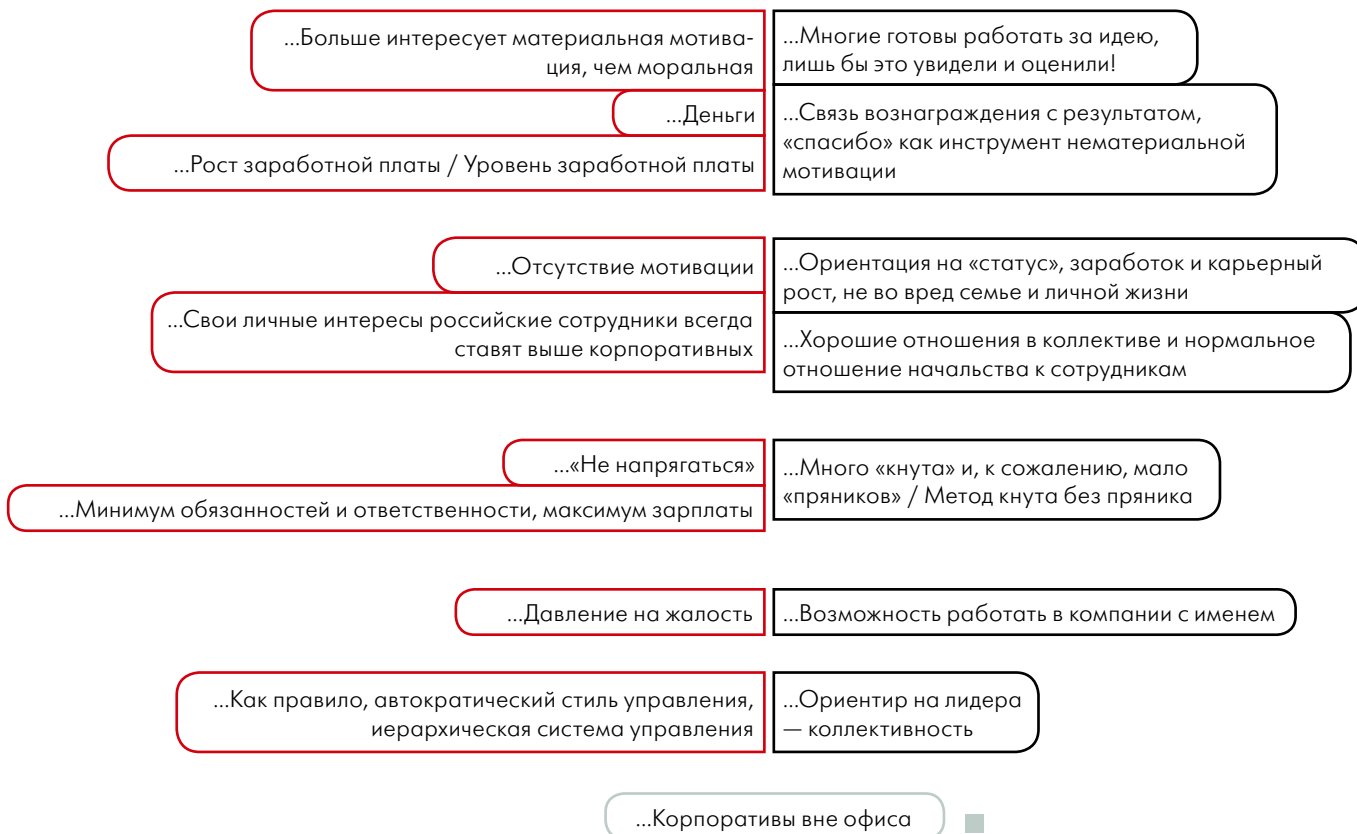 ...Больше интересует материальная мотива-
ция, чем моральная
...Деньги
...Рост заработной платы / Уровень заработной платы
...Многие готовы работать за идею,
лишь бы это увидели и оценили!
...Связь вознаграждения с результатом,
«спасибо» как инструмент нематериальной
мотивации
...Отсутствие мотивации
...Свои личные интересы российские сотрудники всегда
ставят выше корпоративных
...Ориентация на «статус», заработок и карьерный
рост, не во вред семье и личной жизни
...Хорошие отношения в коллективе и нормальное
отношение начальства к сотрудникам
...«Не напрягаться»
...Минимум обязанностей и ответственности, максимум зарплаты
...Много «кнута» и, к сожалению, мало
«пряников» / Метод кнута без пряника
...Давление на жалость
...Возможность работать в компании с именем
...Как правило, автократический стиль управления,
иерархическая система управления
...Ориентир на лидера
— коллективность
...Корпоративы вне офиса